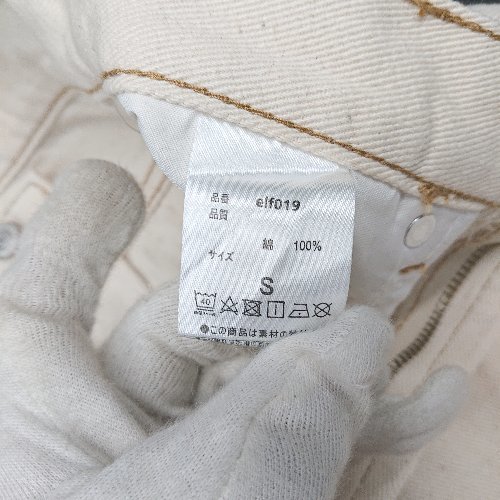 品番 elf019
品質
綿 100%
サイズ
S
40
●この商品は素材の